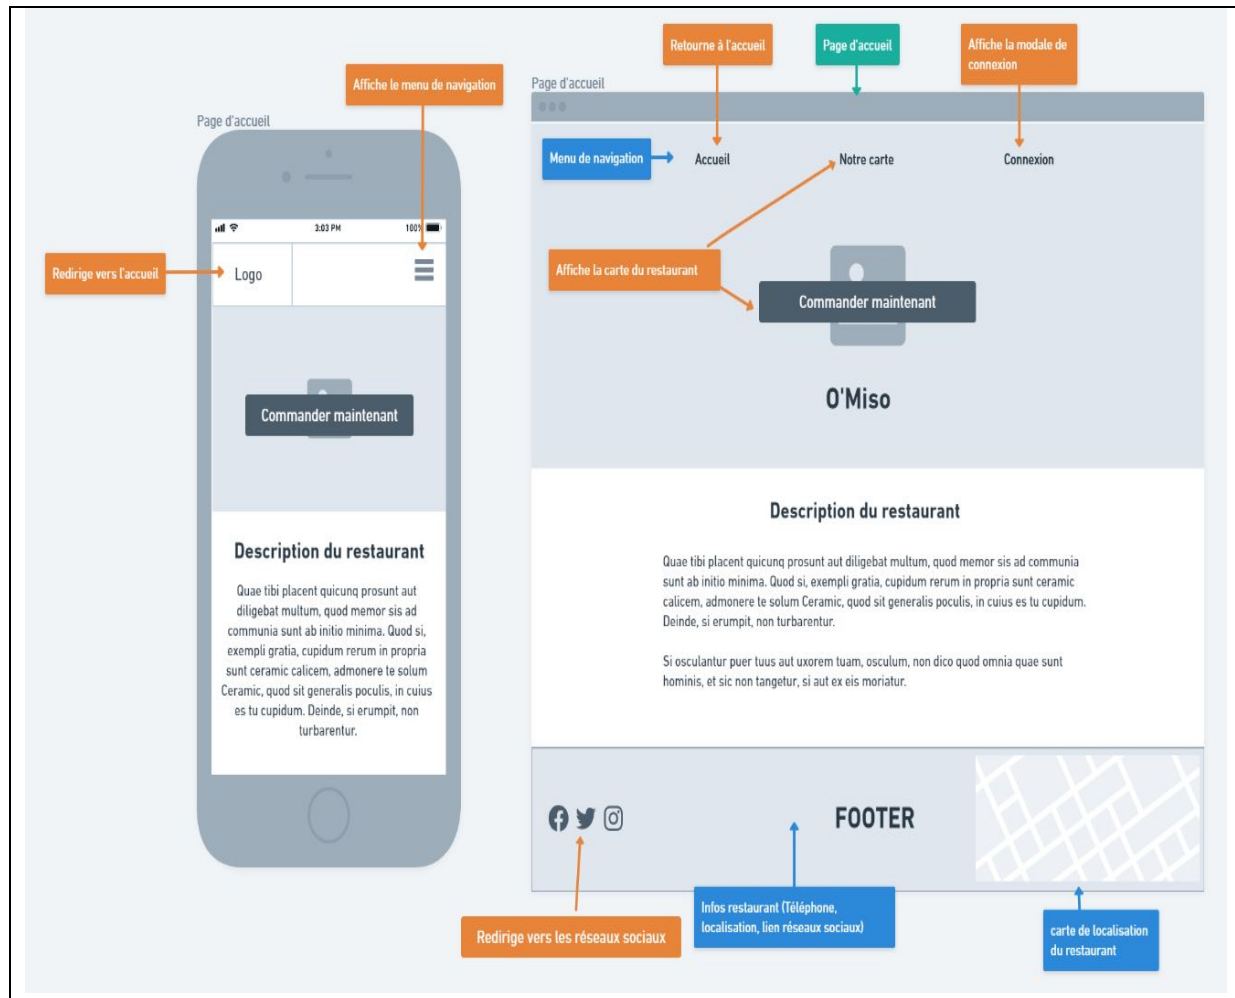 Retourne à l'accueil
Page d'accueil
Affiche la modale de
connexion
Affiche le menu de navigation
Page d'accueil
Page d'accueil
Menu de navigation
Accueil
Notre carte
Connexion
3:03 PM
100%
Redirige vers l'accueil
Logo
Affiche la carte du restaurant
Commander maintenant
O'Miso
Commander maintenant
Description du restaurant
Quae tibi placent quicunq prosunt aut diligebat multum, quod memor sis ad communia
sunt ab initio minima. Quod si, exempli gratia, cupidum rerum in propria sunt ceramic
calicem, admonere te solum Ceramic, quod sit generalis poculis, in cuius es tu cupidum.
Deinde, si erumpit, non turbarentur.
Si osculantur puer tuus aut uxorem tuam, osculum, non dico quod omnia quae sunt
hominis, et sic non tangetur, si aut ex eis moriatur.
Description du restaurant
Quae tibi placent quicunq prosunt aut
diligebat multum, quod memor sis ad
communia sunt ab initio minima. Quod si,
exempli gratia, cupidum rerum in propria
sunt ceramic calicem, admonere te solum
Ceramic, quod sit generalis poculis, in cuius
es tu cupidum. Deinde, si erumpit, non
turbarentur.
FOOTER
Redirige vers les réseaux sociaux
Infos restaurant (Téléphone,
localisation, lien réseaux sociaux)
carte de localisation
du restaurant